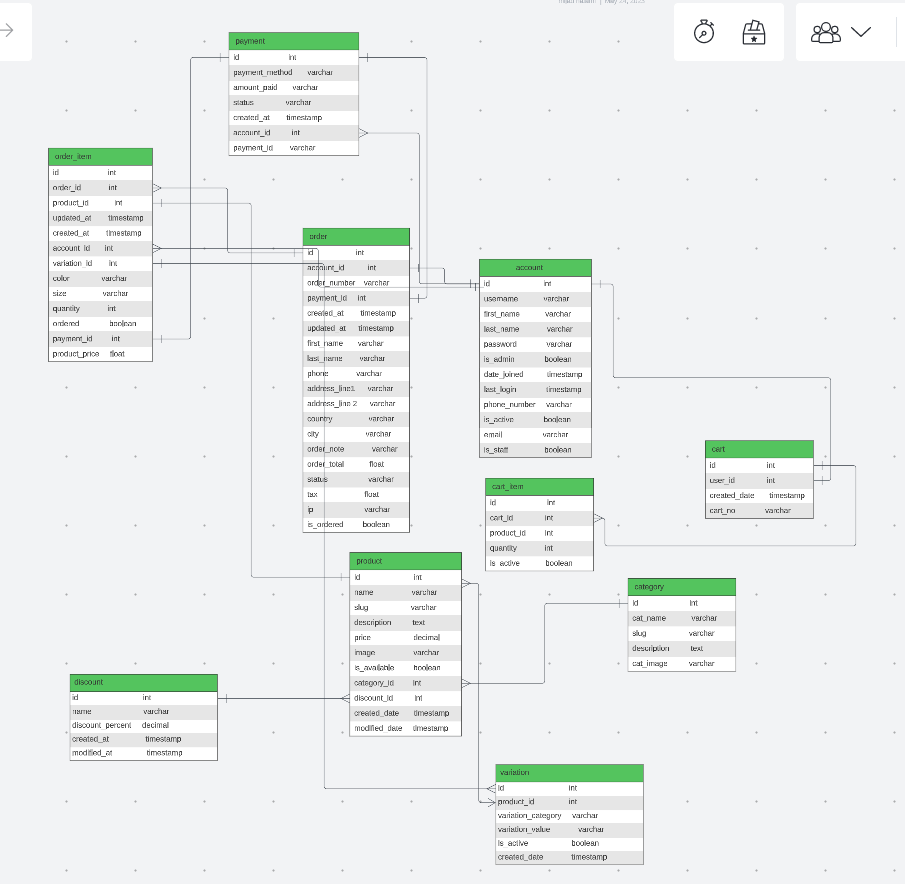 payment
id int
payment_method varchar
amount_paid varchar
status varchar
created_at timestamp
account_id int
payment_id varchar
order_item
id int
order_id int
product_id int
updated_at timestamp
created_at timestamp
account_id int
variation_id int
color varchar
size varchar
quantity int
ordered boolean
payment_id int
product_price float
order
id int
account_id int
order_number varchar
payment_id int
created_at timestamp
updated_at timestamp
first_name varchar
last_name varchar
phone varchar
address_line1 varchar
address_line 2 varchar
country varchar
city varchar
order_note varchar
order_total float
status varchar
tax float
ip varchar
is_ordered boolean
account
id int
username varchar
first_name varchar
last_name varchar
password varchar
is_admin boolean
date_joined timestamp
last_login timestamp
phone_number varchar
is_active boolean
email varchar
is_staff boolean
cart
id int
user_id int
created_date timestamp
cart_no varchar
cart_item
id int
cart_id int
product_id int
quantity int
is_active boolean
product
id int
name varchar
slug varchar
description text
price decimal
image varchar
is_available boolean
category_id int
discount_id int
created_date timestamp
modified_date timestamp
category
id int
cat_name varchar
slug varchar
description text
cat_image varchar
discount
id int
name varchar
discount_percent decimal
created_at timestamp
modified_at timestamp
variation
id int
product_id int
variation_category varchar
variation_value varchar
is_active boolean
created_date timestamp